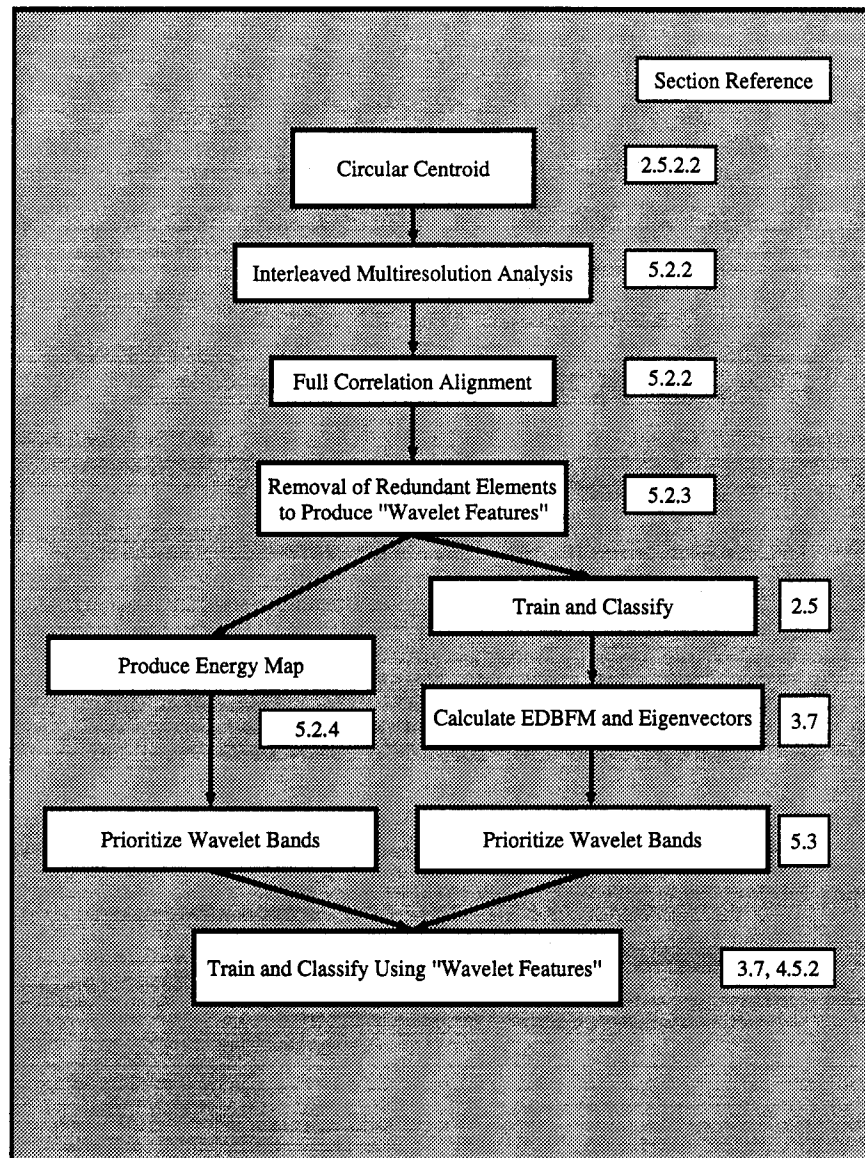 Section Reference
Circular Centroid
2.5.2.2
Interleaved Multiresolution Analysis
5.2.2
Full Correlation Alignment
5.2.2
Removal of Redundant Elements
to Produce "Wavelet Features"
5.2.3
Train and Classify
2.5
Produce Energy Map
5.2.4
Calculate EDBFM and Eigenvectors
3.7
Prioritize Wavelet Bands
Prioritize Wavelet Bands
5.3
Train and Classify Using "Wavelet Features"
3.7, 4.5.2